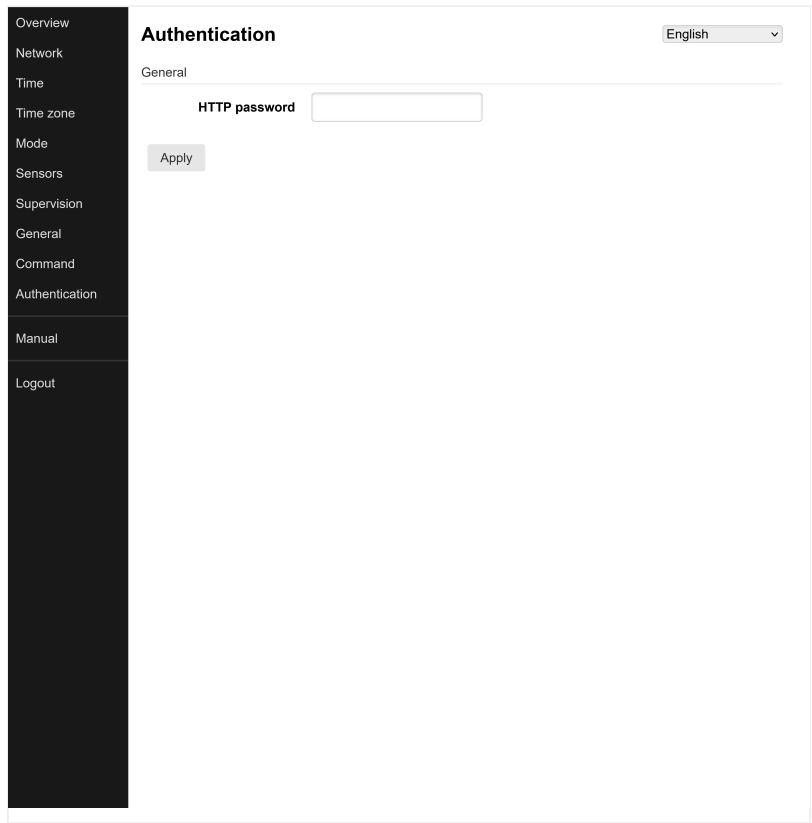 Overview
Network
Time
Time zone
Mode
Sensors
Supervision
General
Command
Authentication
Manual
Logout
Authentication
English
General
HTTP password
Apply